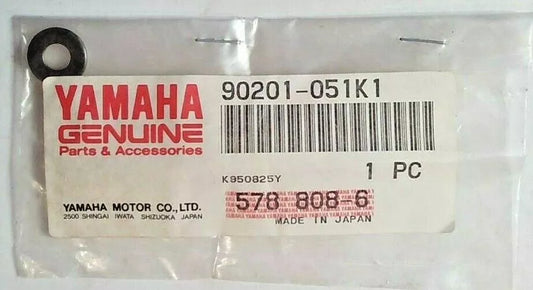 YAMAHA
GENUINE
Parts & Accessories
YAMAHA MOTOR CO.,LTD.
2500 SHINGAI IWATA SHIZUOKA JAPAN
90201-051K1
K950825Y
1 PC
578 808-6
MADE IN JAPAN